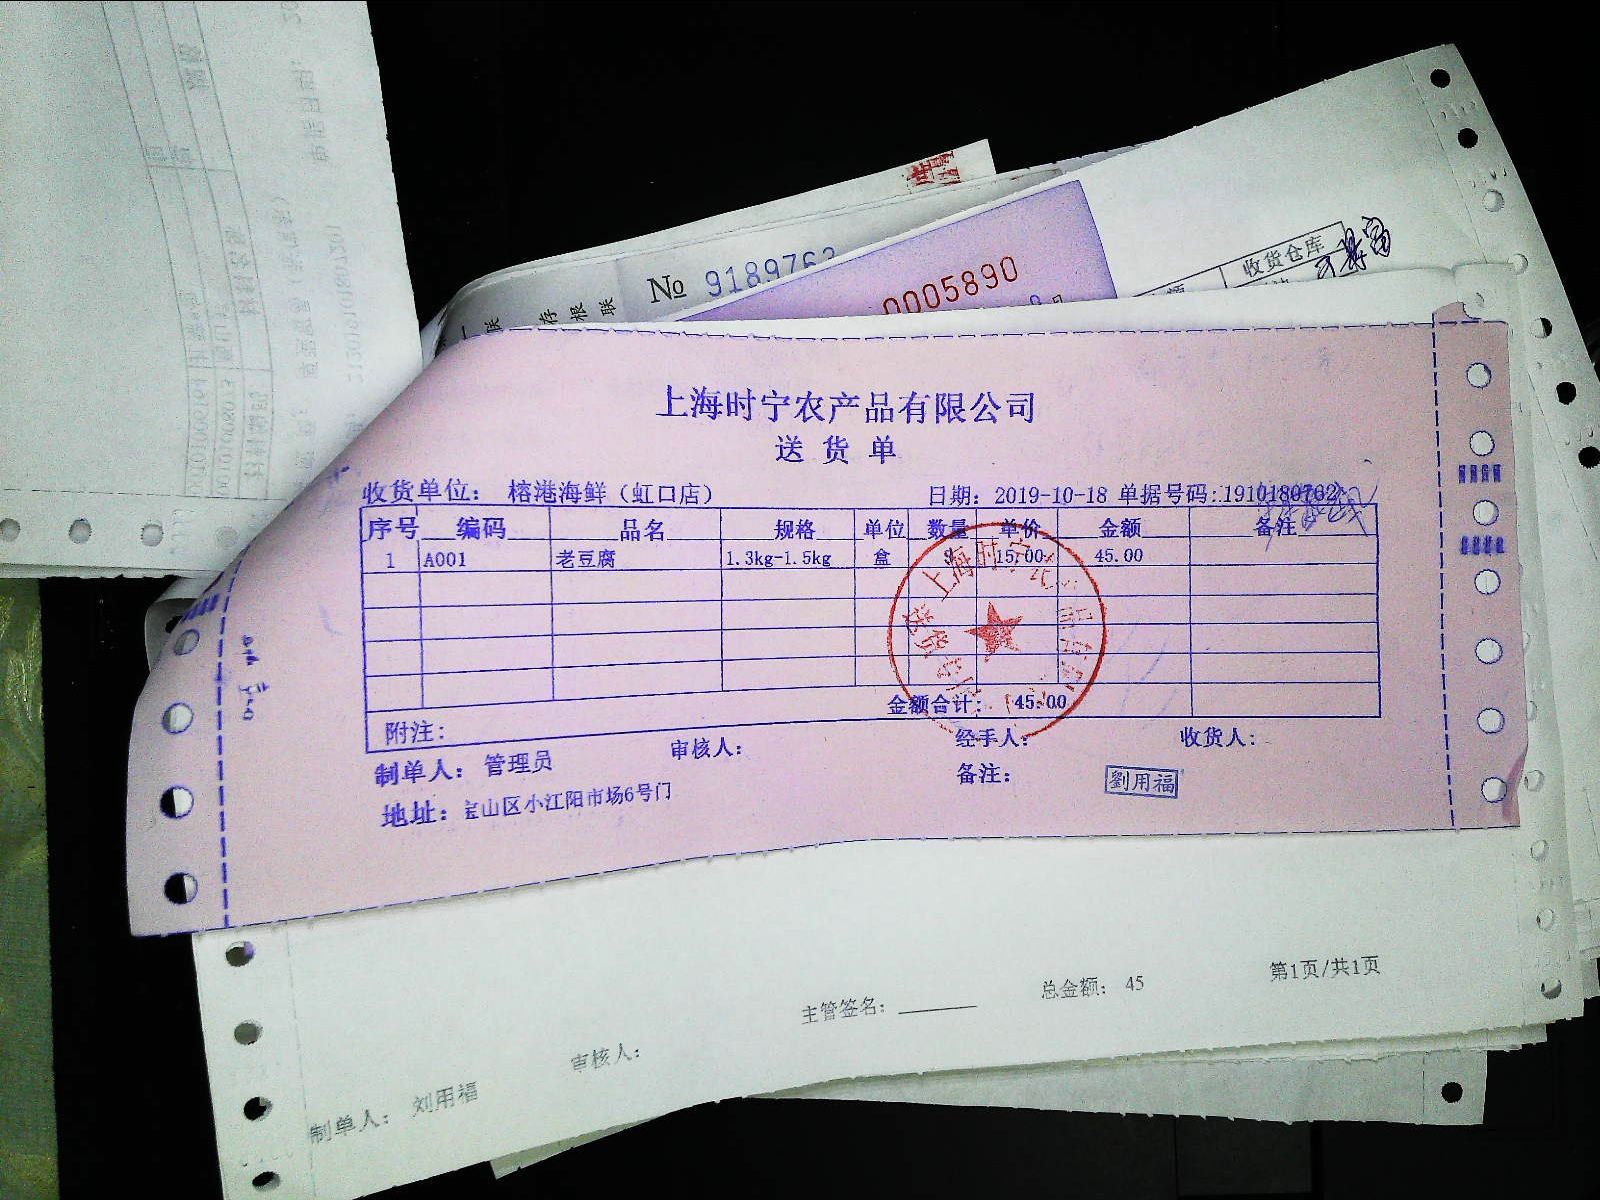 № 9189763
存根联
0005890
收货仓库
上海时宁农产品有限公司
送货单
收货单位： 榕港海鲜（虹口店） 日期：2019-10-18 单据号码:1910180762
序号 编码 品名 规格 单位 数量 单价 金额 备注
1 A001 老豆腐 1.3kg-1.5kg 盒 3 15.00 45.00
金额合计: 45.00
附注:
制单人: 管理员 审核人: 经手人: 收货人:
备注: 劉用福
地址: 宝山区小江阳市场6号门
主管签名: 总金额: 45 第1页/共1页
制单人: 刘用福 审核人: